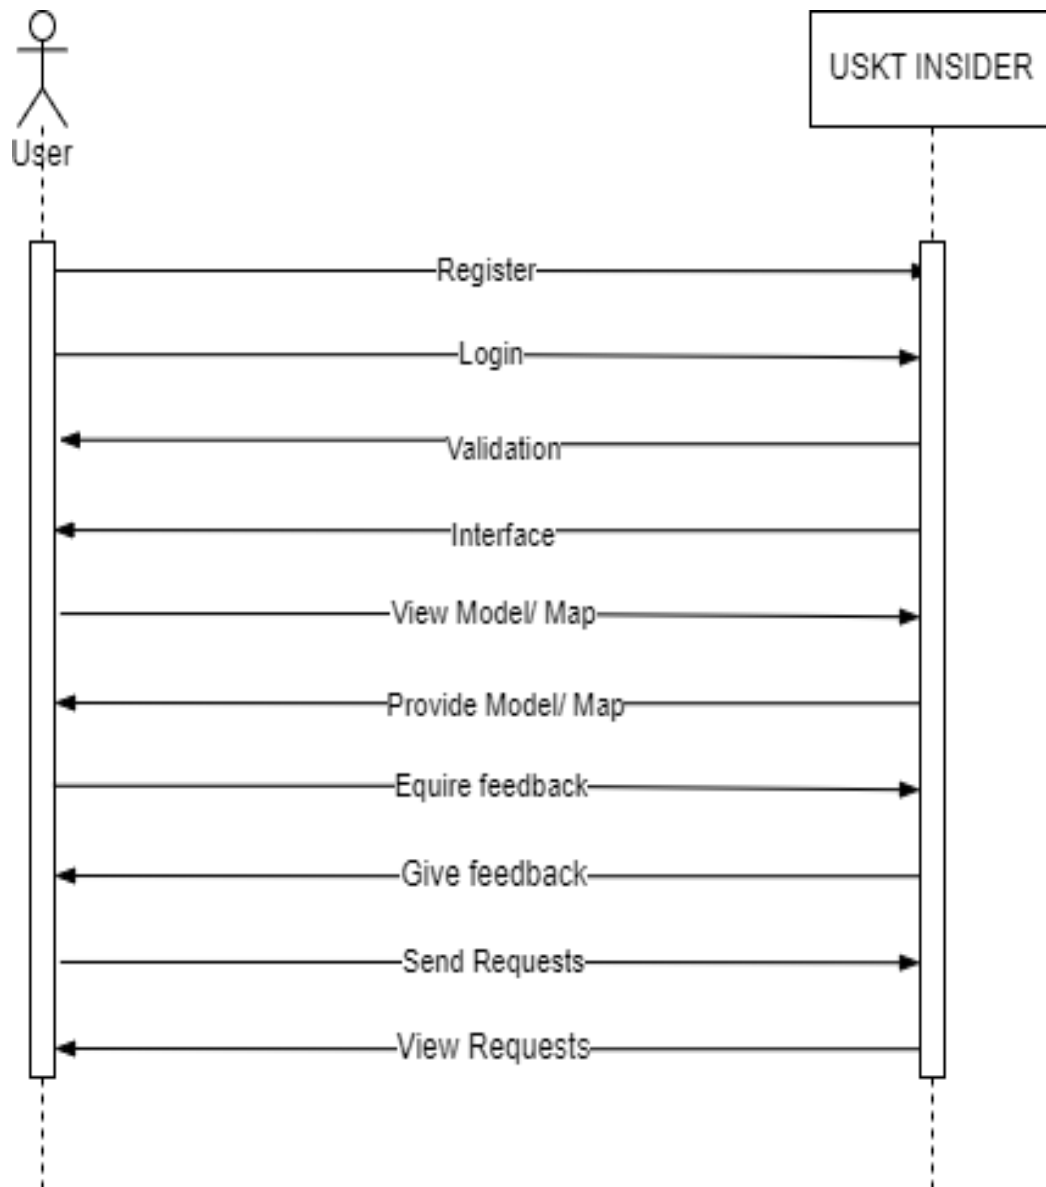 User
USKT INSIDER
Register
Login
Validation
Interface
View Model/ Map
Provide Model/ Map
Equire feedback
Give feedback
Send Requests
View Requests